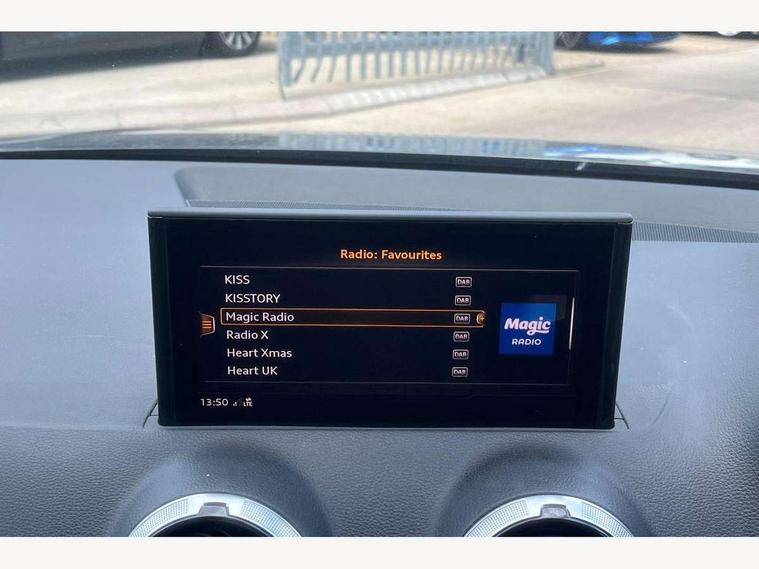 Radio: Favourites
KISS DAB
KISSTORY DAB
Magic Radio DAB
Radio X DAB
Heart Xmas DAB
Heart UK DAB
Magic
RADIO
13:50 LTE